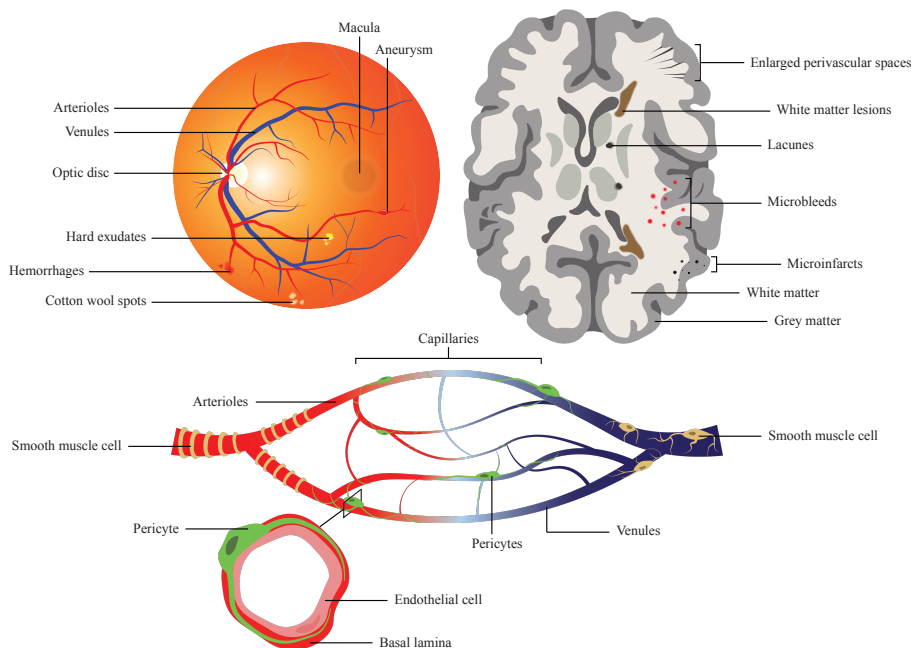 Macula
Aneurysm
Arterioles
Venules
Optic disc
Hard exudates
Hemorrhages
Cotton wool spots
Enlarged perivascular spaces
White matter lesions
Lacunes
Microbleeds
Microinfarcts
White matter
Grey matter
Capillaries
Arterioles
Smooth muscle cell
Smooth muscle cell
Pericyte
Pericytes
Venules
Endothelial cell
Basal lamina